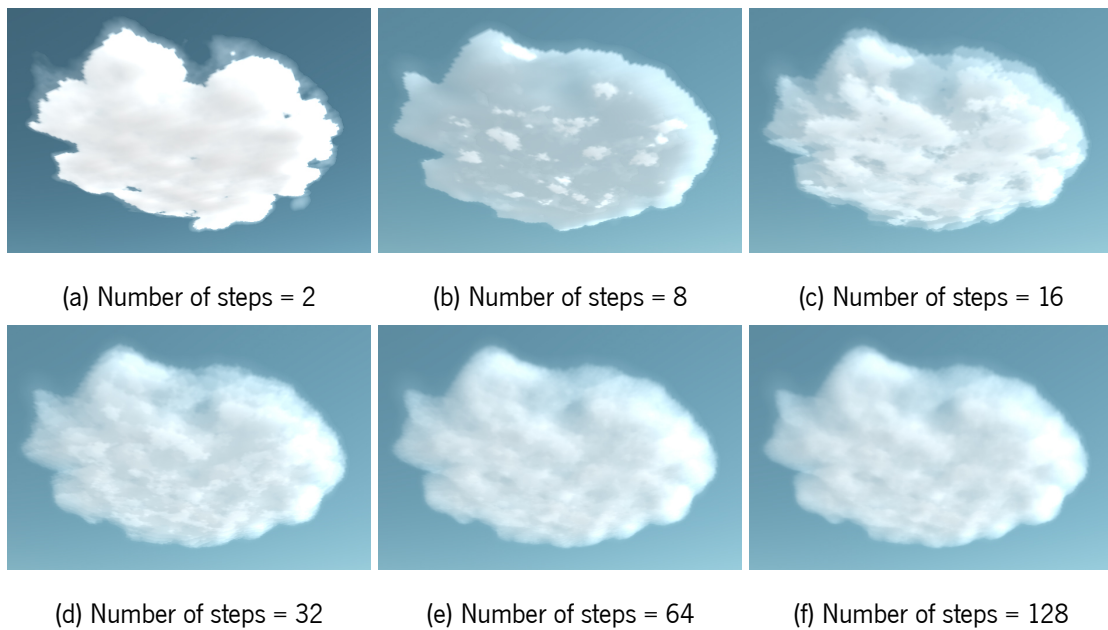 (a) Number of steps = 2
(b) Number of steps = 8
(c) Number of steps = 16
(d) Number of steps = 32
(e) Number of steps = 64
(f) Number of steps = 128